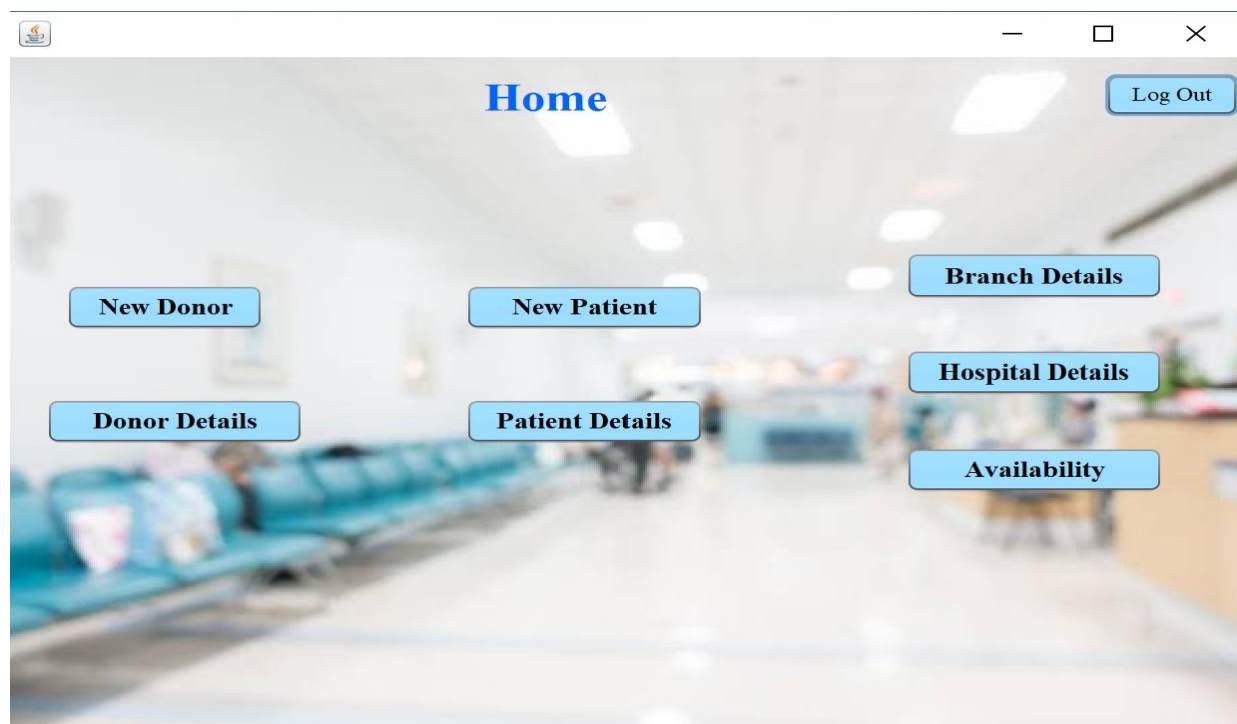 Home
Log Out
New Donor
New Patient
Branch Details
Hospital Details
Donor Details
Patient Details
Availability